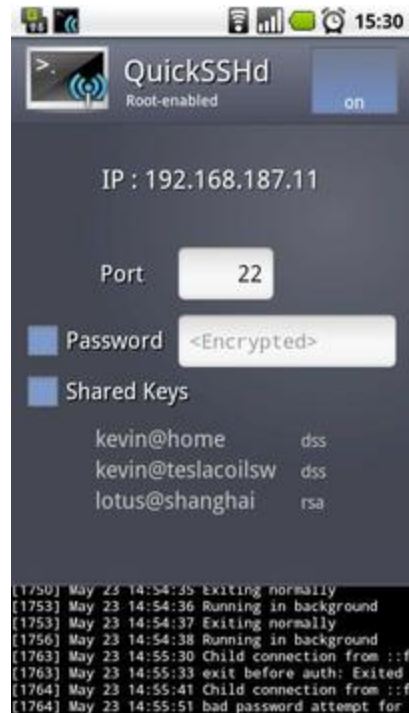 15:30
>.
QuickSSHd
Root-enabled
on
IP : 192.168.187.11
Port 22
Password <Encrypted>
Shared Keys
kevin@home dss
kevin@teslacoilsw dss
lotus@shanghai rsa
[1750] May 23 14:54:35 Exiting normally
[1753] May 23 14:54:36 Running in background
[1753] May 23 14:54:37 Exiting normally
[1756] May 23 14:54:38 Running in background
[1763] May 23 14:55:30 Child connection from ::f
[1763] May 23 14:55:33 exit before auth: Exited
[1764] May 23 14:55:41 Child connection from ::f
[1764] May 23 14:55:51 bad password attempt for